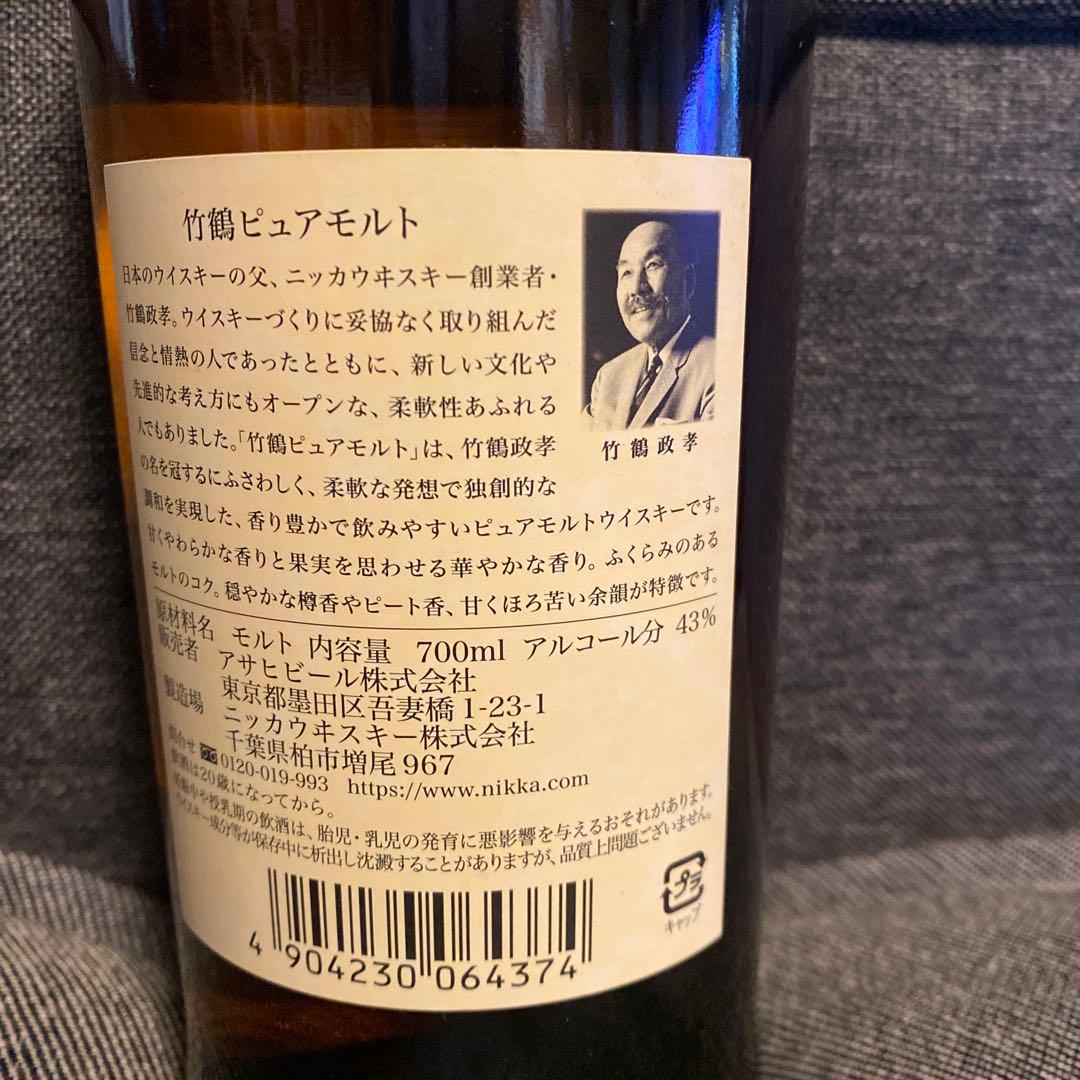 竹鶴ピュアモルト
日本のウイスキーの父、ニッカウヰスキー創業者・
竹鶴政孝。ウイスキーづくりに妥協なく取り組んだ
信念と情熱の人であったとともに、新しい文化や
先進的な考え方にもオープンな、柔軟性あふれる
人でもありました。「竹鶴ピュアモルト」は、竹鶴政孝
の名を冠するにふさわしく、柔軟な発想で独創的な
調和を実現した、香り豊かで飲みやすいピュアモルトウイスキーです。
甘くやわらかな香りと果実を思わせる華やかな香り。ふくらみのある
モルトのコク。穏やかな樽香やピート香、甘くほろ苦い余韻が特徴です。
竹鶴政孝
原材料名 モルト 内容量 700ml アルコール分 43%
販売者 アサヒビール株式会社
東京都墨田区吾妻橋1-23-1
製造場 ニッカウヰスキー株式会社
千葉県柏市増尾967
問合せ 0120-019-993 https://www.nikka.com
飲酒は20歳になってから。
妊娠中や授乳期の飲酒は、胎児・乳児の発育に悪影響を与えるおそれがあります。
ウイスキー成分等が保存中に析出し沈澱することがありますが、品質上問題ございません。
プラ
キャップ
4 904230 064374